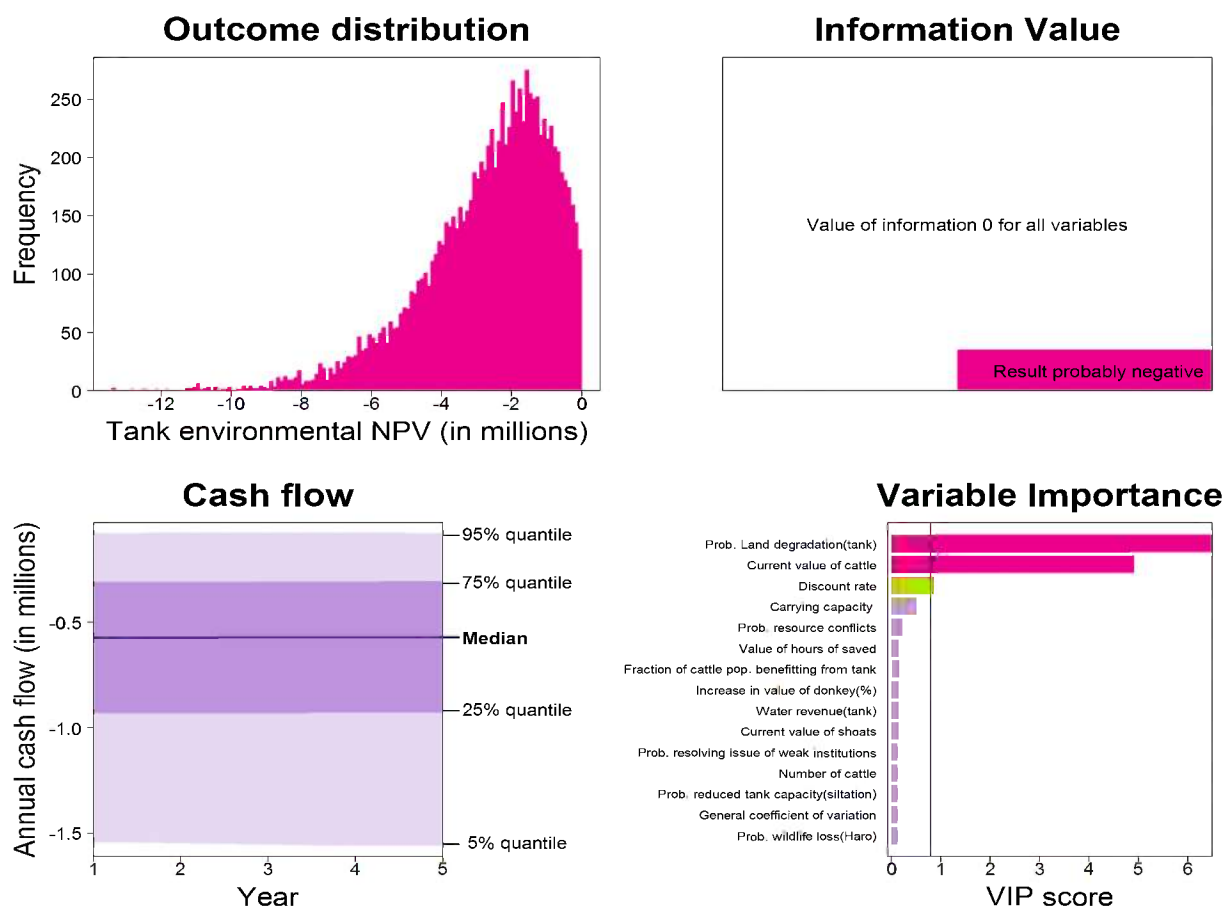 Outcome distribution
Frequency
250
200
150
100
50
0
-12 -10 -8 -6 -4 -2 0
Tank environmental NPV (in millions)
Information Value
Value of information 0 for all variables
Result probably negative
Cash flow
Annual cash flow (in millions)
-0.5
-1.0
-1.5
95% quantile
75% quantile
Median
25% quantile
5% quantile
1 2 3 4 5
Year
Variable Importance
Prob. Land degradation(tank)
Current value of cattle
Discount rate
Carrying capacity
Prob. resource conflicts
Value of hours of saved
Fraction of cattle pop. benefitting from tank
Increase in value of donkey(%)
Water revenue(tank)
Current value of shoats
Prob. resolving issue of weak institutions
Number of cattle
Prob. reduced tank capacity(siltation)
General coefficient of variation
Prob. wildlife loss(Haro)
0 1 2 3 4 5 6
VIP score